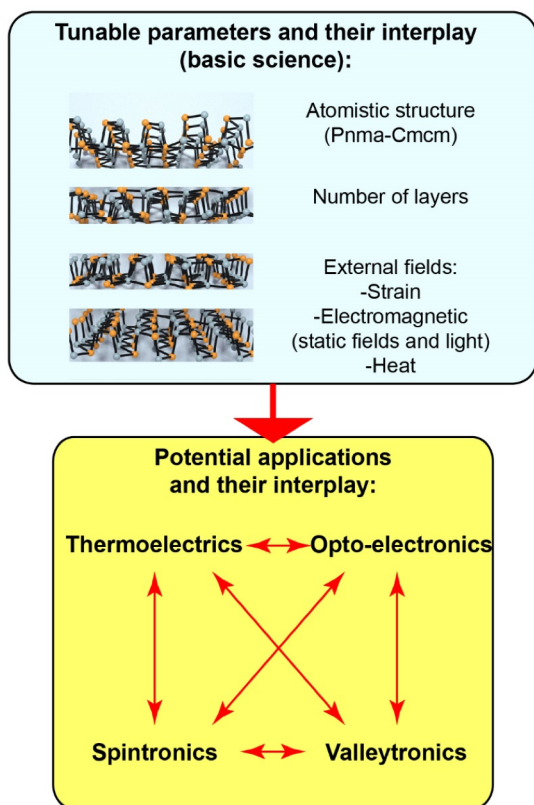 Tunable parameters and their interplay
(basic science):
Atomistic structure
(Pnma-Cmcm)
Number of layers
External fields:
-Strain
-Electromagnetic
(static fields and light)
-Heat
Potential applications
and their interplay:
Thermoelectrics Opto-electronics
Spintronics Valleytronics